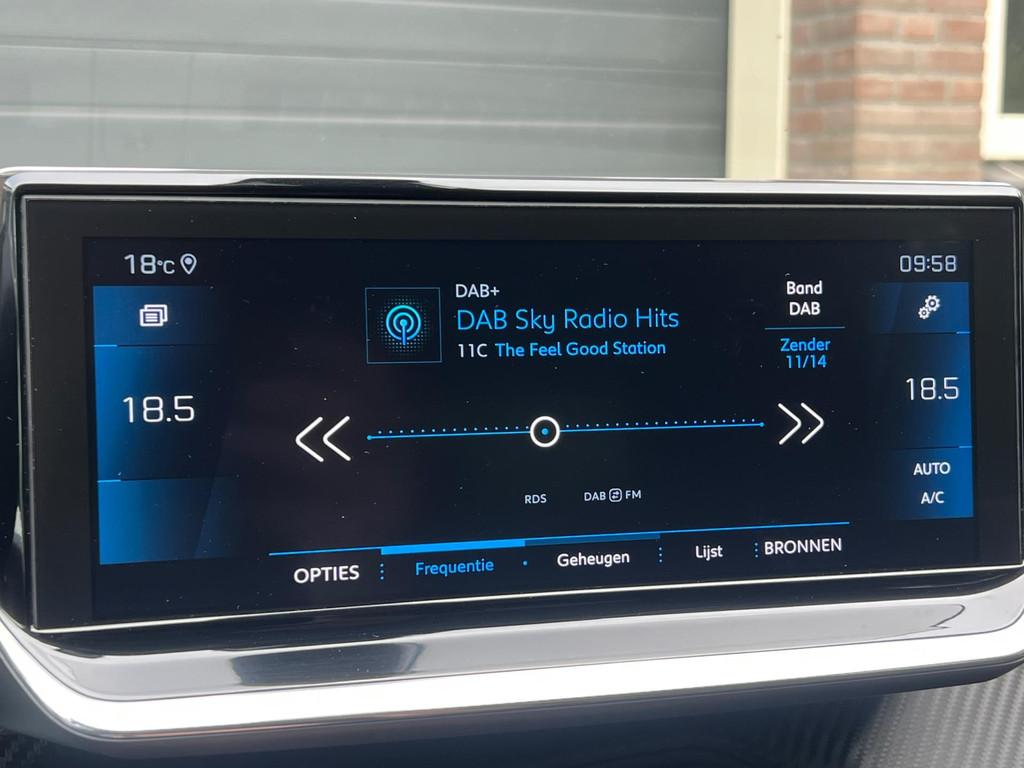 18°C
09:58
DAB+
DAB Sky Radio Hits
11C The Feel Good Station
Band
DAB
Zender
11/14
18.5
18.5
AUTO
A/C
RDS
DAB FM
OPTIES
Frequentie
Geheugen
Lijst
BRONNEN